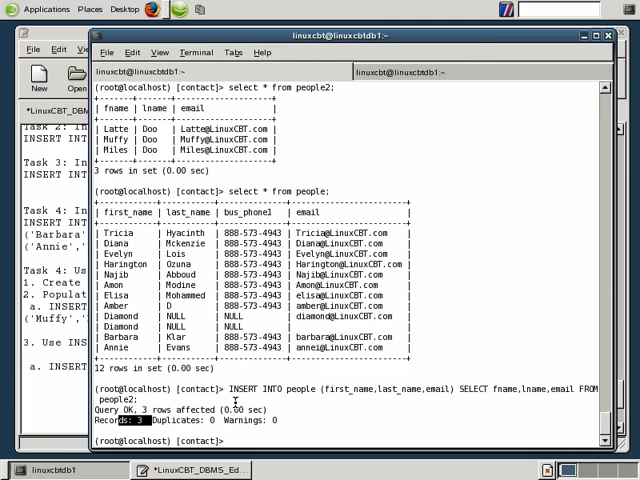 Applications Places Desktop
linuxcbt@linuxcbtdb1:~
File Edit View Terminal Tabs Help
linuxcbt@linuxcbtdb1:~ linuxcbt@linuxcbtdb1:~
(root@localhost) [contact]> select * from people2;
+-------+-------+--------------------+
| fname | lname | email |
+-------+-------+--------------------+
| Latte | Doo | Latte@LinuxCBT.com |
| Muffy | Doo | Muffy@LinuxCBT.com |
| Miles | Doo | Miles@LinuxCBT.com |
+-------+-------+--------------------+
3 rows in set (0.00 sec)
(root@localhost) [contact]> select * from people;
| first_name | last_name | bus_phone1 | email |
| Tricia | Hyacinth | 888-573-4943 | Tricia@LinuxCBT.com |
| Diana | Mckenzie | 888-573-4943 | Diana@LinuxCBT.com |
| Evelyn | Lois | 888-573-4943 | Evelyn@LinuxCBT.com |
| Harington | Ozuna | 888-573-4943 | Harington@LinuxCBT.com |
| Najib | Abboud | 888-573-4943 | Najib@LinuxCBT.com |
| Amon | Modine | 888-573-4943 | Amon@LinuxCBT.com |
| Elisa | Mohammed | 888-573-4943 | elisa@LinuxCBT.com |
| Amber | D | 888-573-4943 | amber@LinuxCBT.com |
| Diamond | NULL | NULL | diamond@LinuxCBT.com |
| Diamond | NULL | NULL | |
| Barbara | Klar | 888-573-4943 | barbara@LinuxCBT.com |
| Annie | Evans | 888-573-4943 | annei@LinuxCBT.com |
12 rows in set (0.00 sec)
(root@localhost) [contact]> INSERT INTO people (first_name,last_name,email) SELECT fname,lname,email FROM
people2;
Query OK, 3 rows affected (0.00 sec)
Records: 3 Duplicates: 0 Warnings: 0
(root@localhost) [contact]>
File Edit
New Open
*LinuxCBT_DBM
Task 2: In
INSERT INT
Task 3: In
INSERT INT
Task 4: In
INSERT INT
('Barbara'
('Annie','
Task 4: Us
1. Create
2. Populat
a. INSERT
('Muffy','
3. Use INS
a. INSERT
linuxcbtdb1 *LinuxCBT_DBMS_Ed...